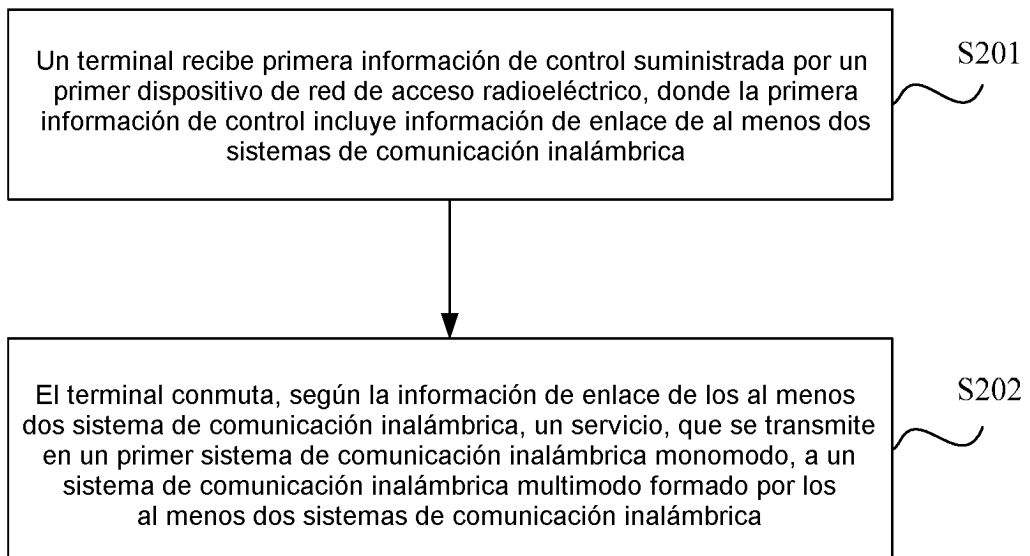 Un terminal recibe primera información de control suministrada por un
primer dispositivo de red de acceso radioeléctrico, donde la primera
información de control incluye información de enlace de al menos dos
sistemas de comunicación inalámbrica
S201
El terminal conmuta, según la información de enlace de los al menos
dos sistema de comunicación inalámbrica, un servicio, que se transmite
en un primer sistema de comunicación inalámbrica monomodo, a un
sistema de comunicación inalámbrica multimodo formado por los
al menos dos sistemas de comunicación inalámbrica
S202